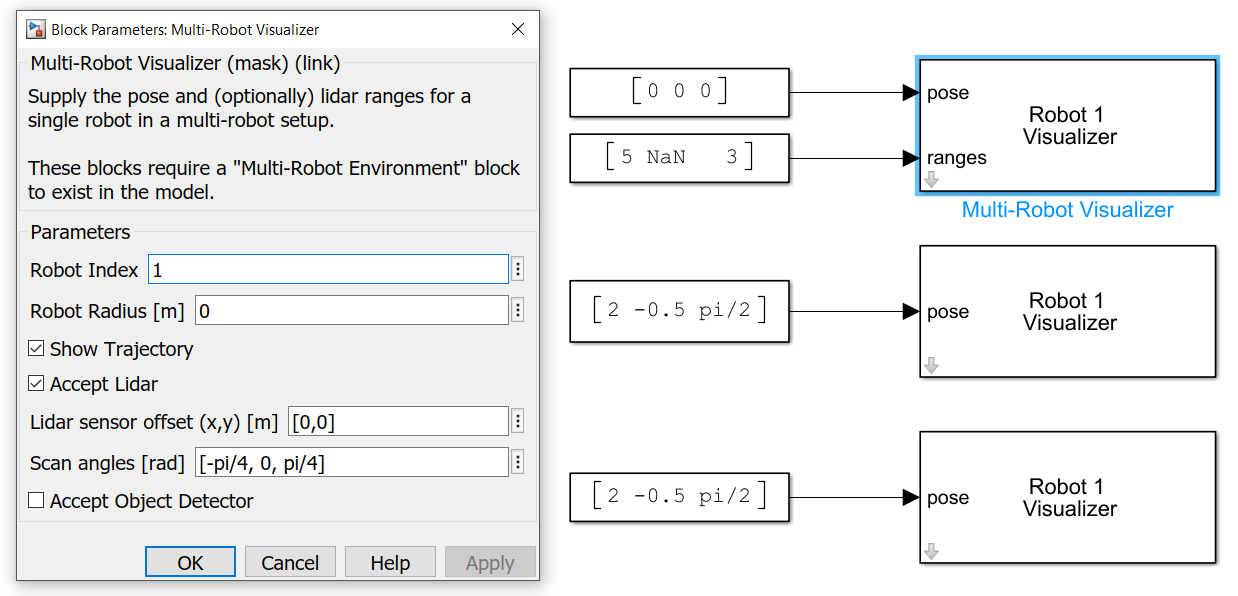 Block Parameters: Multi-Robot Visualizer
Multi-Robot Visualizer (mask) (link)
Supply the pose and (optionally) lidar ranges for a
single robot in a multi-robot setup.
These blocks require a "Multi-Robot Environment" block
to exist in the model.
Parameters
Robot Index 1
Robot Radius [m] 0
Show Trajectory
Accept Lidar
Lidar sensor offset (x,y) [m] [0,0]
Scan angles [rad] [-pi/4, 0, pi/4]
Accept Object Detector
OK Cancel Help Apply
[0 0 0]
[5 NaN 3]
pose
ranges
Robot 1
Visualizer
Multi-Robot Visualizer
[2 -0.5 pi/2]
pose
Robot 1
Visualizer
[2 -0.5 pi/2]
pose
Robot 1
Visualizer